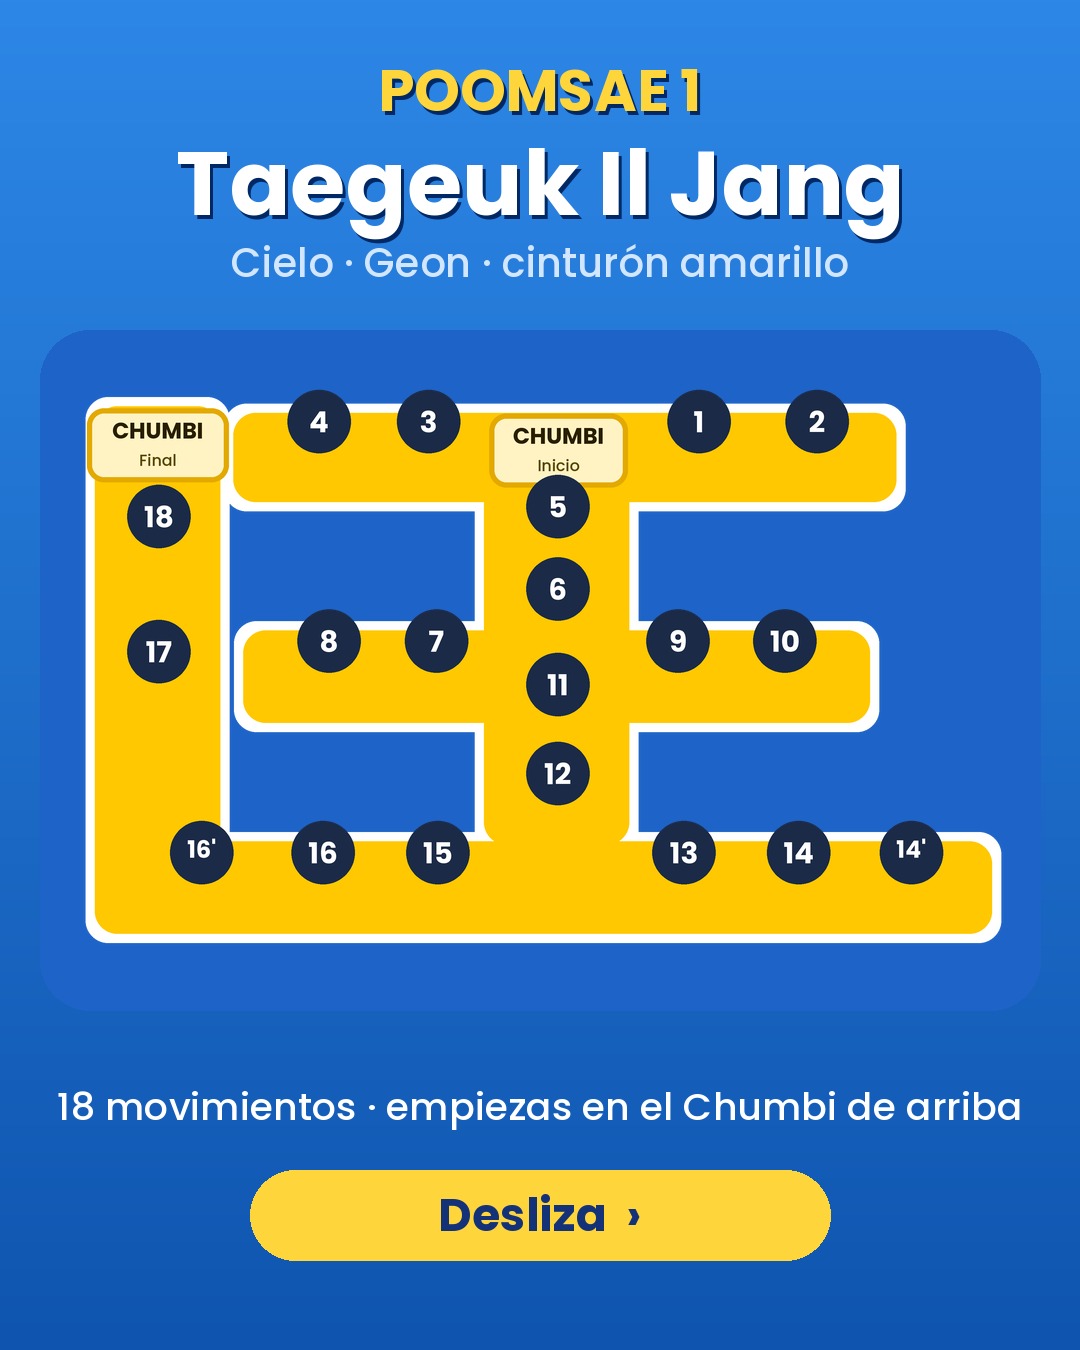 POOMSAE 1
Taegeuk Il Jang
Cielo · Geon · cinturón amarillo
CHUMBI
Final
4
3
CHUMBI
Inicio
1
2
18
5
6
17
8
7
9
10
11
12
16'
16
15
13
14
14'
18 movimientos · empiezas en el Chumbi de arriba
Desliza ›